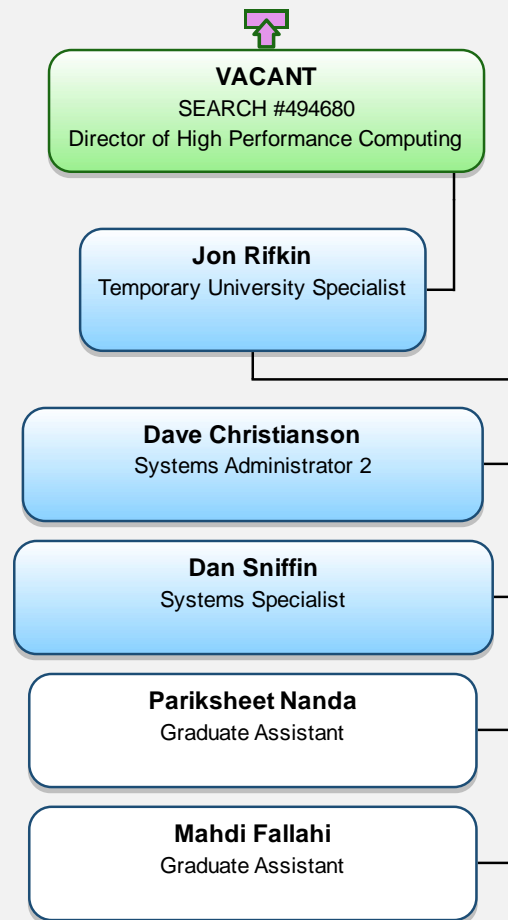 VACANT
SEARCH #494680
Director of High Performance Computing
Jon Rifkin
Temporary University Specialist
Dave Christianson
Systems Administrator 2
Dan Sniffin
Systems Specialist
Pariksheet Nanda
Graduate Assistant
Mahdi Fallahi
Graduate Assistant